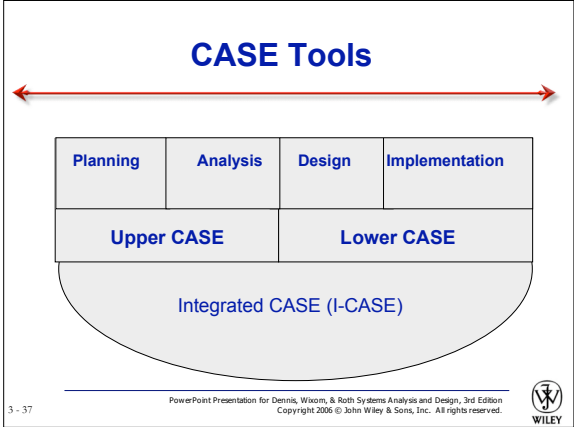 CASE Tools
Planning Analysis Design Implementation
Upper CASE Lower CASE
Integrated CASE (I-CASE)
PowerPoint Presentation for Dennis, Wixom, & Roth Systems Analysis and Design, 3rd Edition
Copyright 2006 © John Wiley & Sons, Inc. All rights reserved.
3 - 37
WILEY